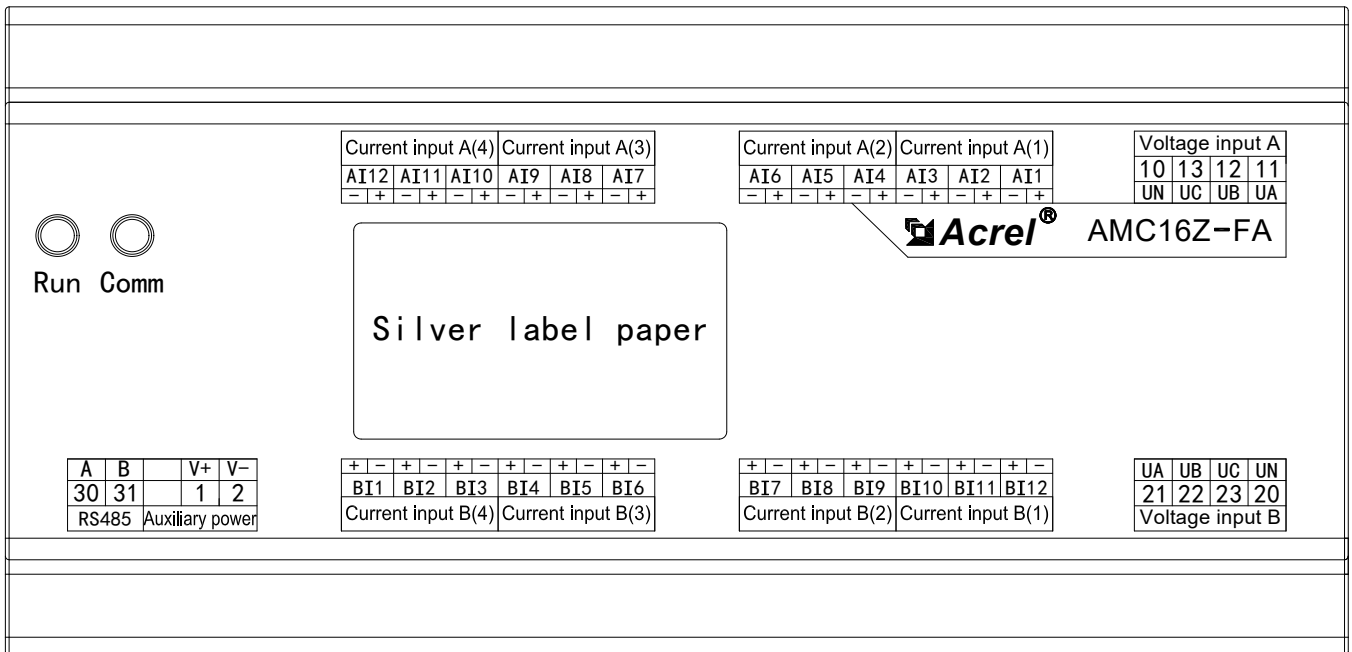 Current input A(4) Current input A(3) Current input A(2) Current input A(1) Voltage input A
AI12 AI11 AI10 AI9 AI8 AI7 AI6 AI5 AI4 AI3 AI2 AI1 10 13 12 11
- + - + - + - + - + - + - + - + - + - + - + - + UN UC UB UA
Acrel® AMC16Z-FA
Run Comm
Silver label paper
A B V+ V- + - + - + - + - + - + - + - + - + - + - + - + - UA UB UC UN
30 31 1 2 BI1 BI2 BI3 BI4 BI5 BI6 BI7 BI8 BI9 BI10 BI11 BI12 21 22 23 20
RS485 Auxiliary power Current input B(4) Current input B(3) Current input B(2) Current input B(1) Voltage input B